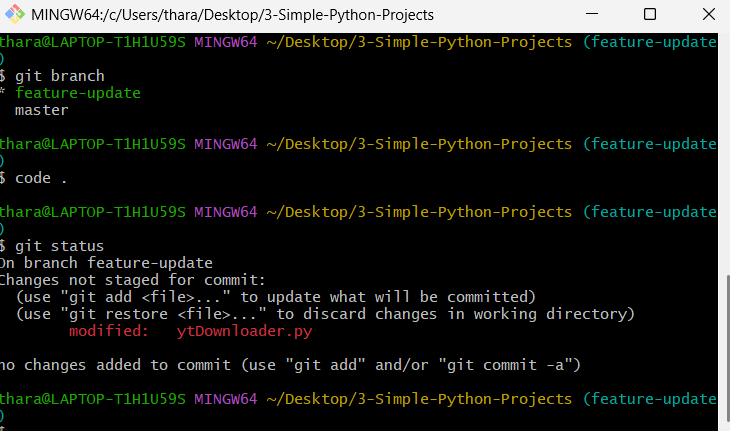 MINGW64:/c/Users/thara/Desktop/3-Simple-Python-Projects
thara@LAPTOP-T1H1U59S MINGW64 ~/Desktop/3-Simple-Python-Projects (feature-update
)
$ git branch
* feature-update
  master
thara@LAPTOP-T1H1U59S MINGW64 ~/Desktop/3-Simple-Python-Projects (feature-update
)
$ code .
thara@LAPTOP-T1H1U59S MINGW64 ~/Desktop/3-Simple-Python-Projects (feature-update
)
$ git status
On branch feature-update
Changes not staged for commit:
  (use "git add <file>..." to update what will be committed)
  (use "git restore <file>..." to discard changes in working directory)
        modified:   ytDownloader.py
no changes added to commit (use "git add" and/or "git commit -a")
thara@LAPTOP-T1H1U59S MINGW64 ~/Desktop/3-Simple-Python-Projects (feature-update
)
$